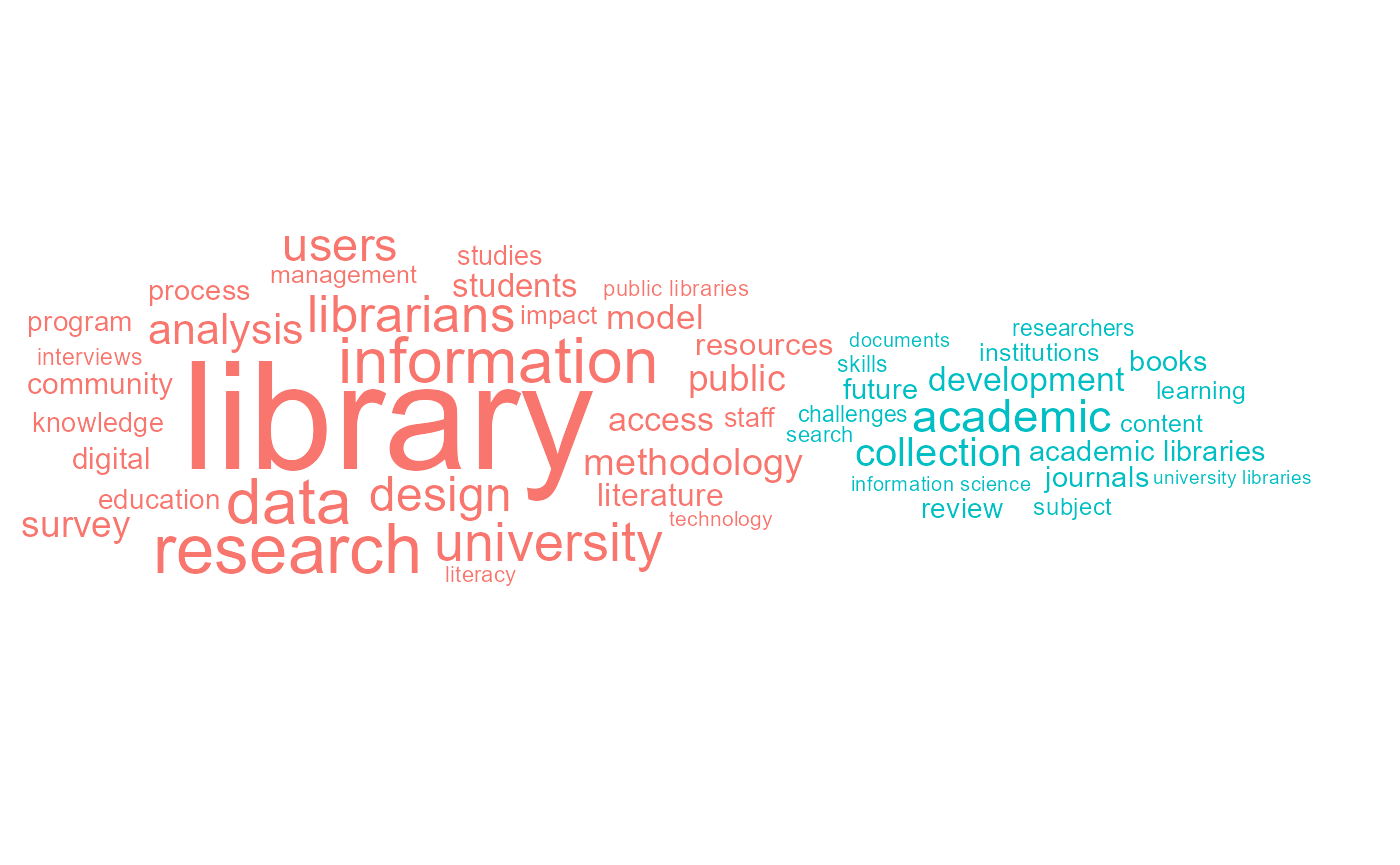 users
studies
management
students
process
public libraries
librarians
impact
model
program
analysis
interviews
information
resources
community
public
library
knowledge
access
staff
digital
methodology
education
data
design
literature
survey
technology
research
university
literacy
researchers
documents
institutions
books
skills
future
development
learning
challenges
academic
content
search
collection
academic libraries
journals
university libraries
information science
review
subject